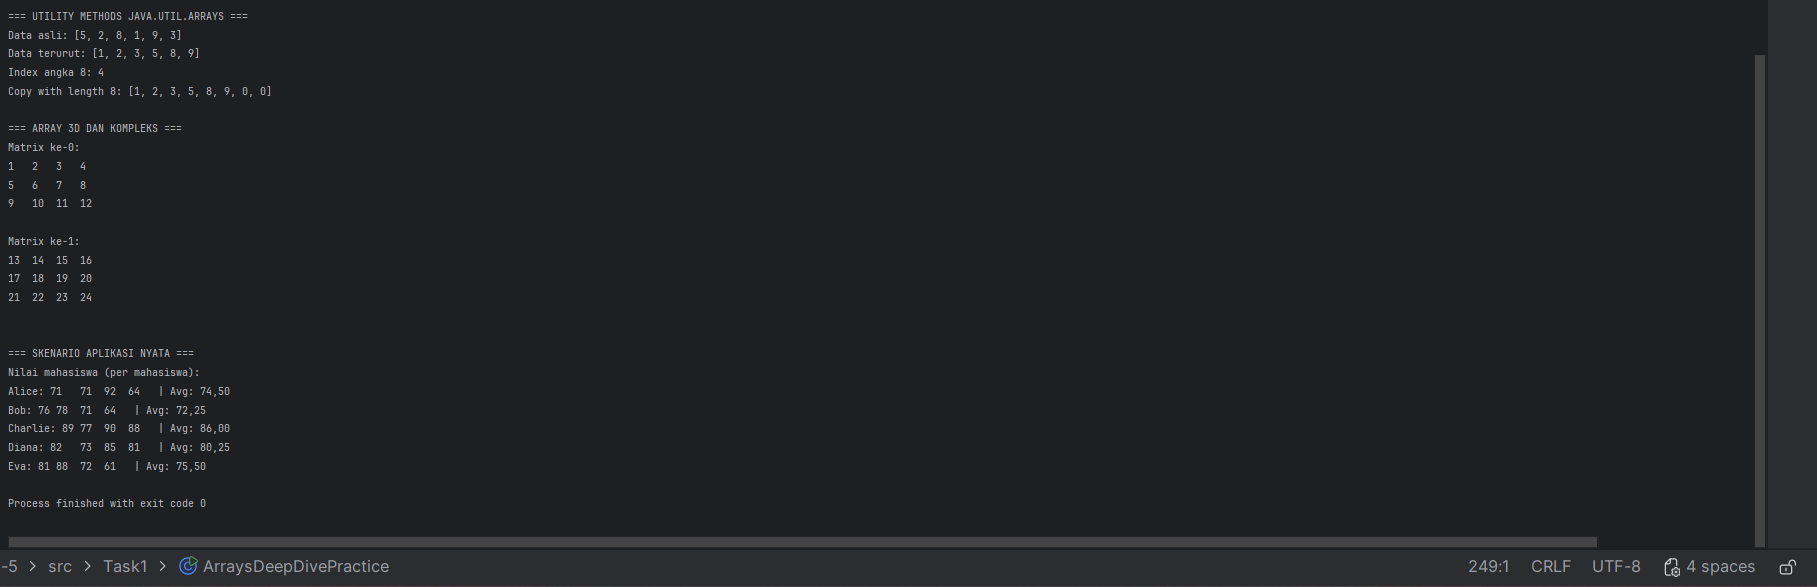 === UTILITY METHODS JAVA.UTIL.ARRAYS ===
Data asli: [5, 2, 8, 1, 9, 3]
Data terurut: [1, 2, 3, 5, 8, 9]
Index angka 8: 4
Copy with length 8: [1, 2, 3, 5, 8, 9, 0, 0]
=== ARRAY 3D DAN KOMPLEKS ===
Matrix ke-0:
1 2 3 4
5 6 7 8
9 10 11 12
Matrix ke-1:
13 14 15 16
17 18 19 20
21 22 23 24
=== SKENARIO APLIKASI NYATA ===
Nilai mahasiswa (per mahasiswa):
Alice: 71 71 92 64 | Avg: 74,50
Bob: 76 78 71 64 | Avg: 72,25
Charlie: 89 77 90 88 | Avg: 86,00
Diana: 82 73 85 81 | Avg: 80,25
Eva: 81 88 72 61 | Avg: 75,50
Process finished with exit code 0
-5 > src > Task1 > ArraysDeepDivePractice 249:1 CRLF UTF-8 4 spaces